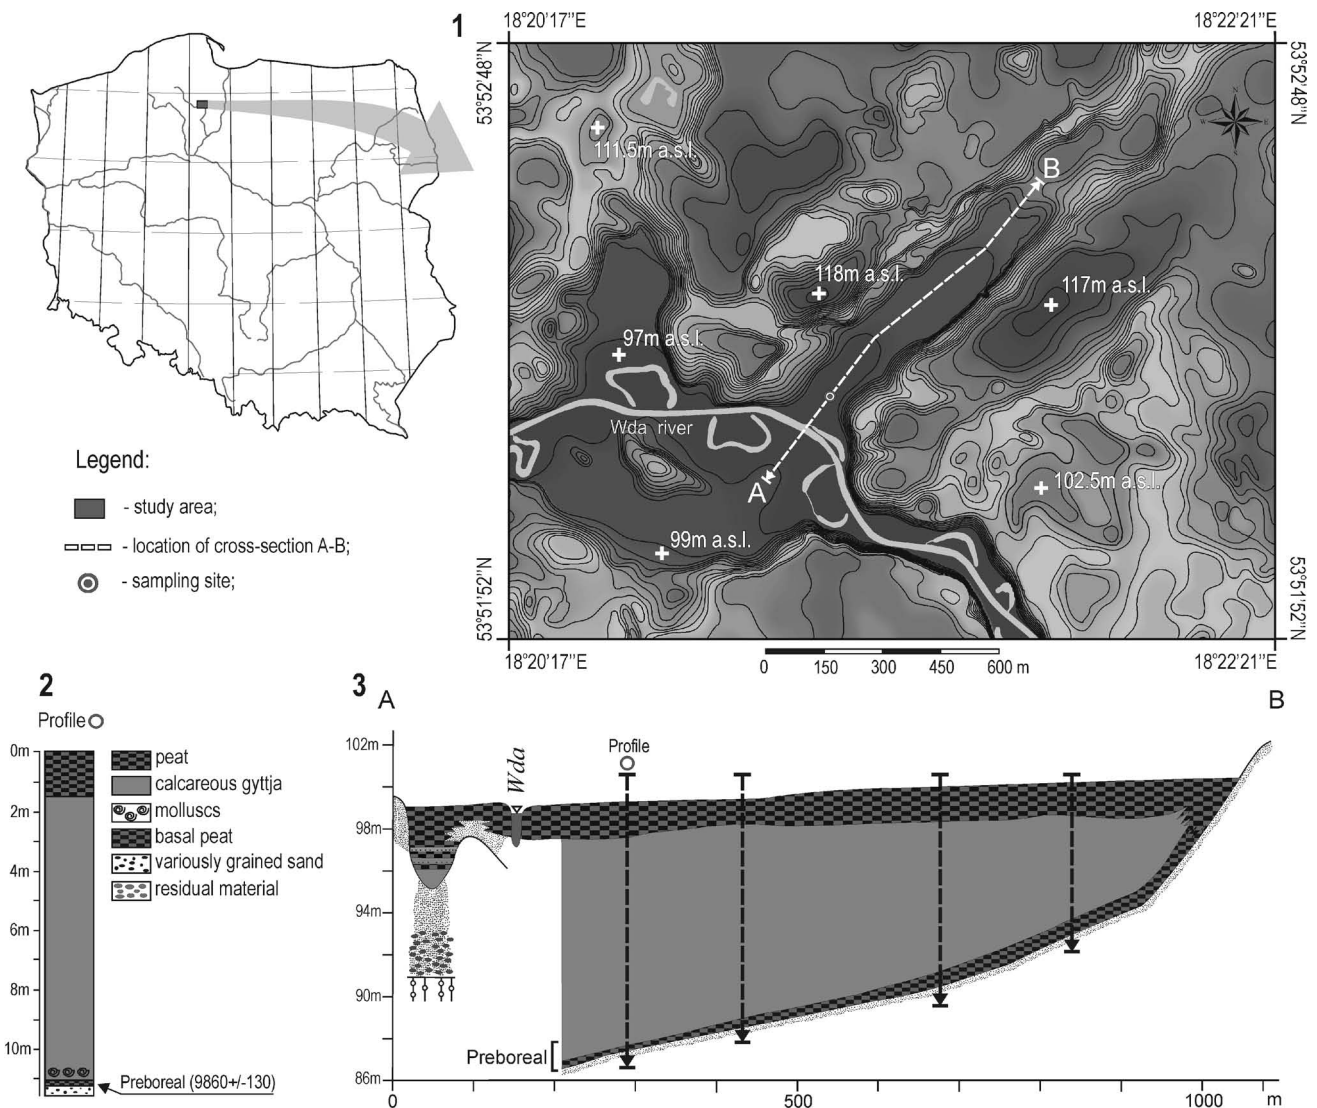 1
18°20'17"E
18°22'21"E
53°52'48"N
53°52'48"N
N
E
S
W
111.5m a.s.l.
B
118m a.s.l.
117m a.s.l.
97m a.s.l.
Wda river
A
102.5m a.s.l.
99m a.s.l.
53°51'52"N
53°51'52"N
18°20'17"E
18°22'21"E
0 150 300 450 600 m
Legend:
- study area;
- location of cross-section A-B;
- sampling site;
2
Profile
0m
2m
4m
6m
8m
10m
peat
calcareous gyttja
molluscs
basal peat
variously grained sand
residual material
Preboreal (9860+/-130)
3
A
B
102m
98m
94m
90m
86m
Wda
Profile
Preboreal
0 500 1000 m